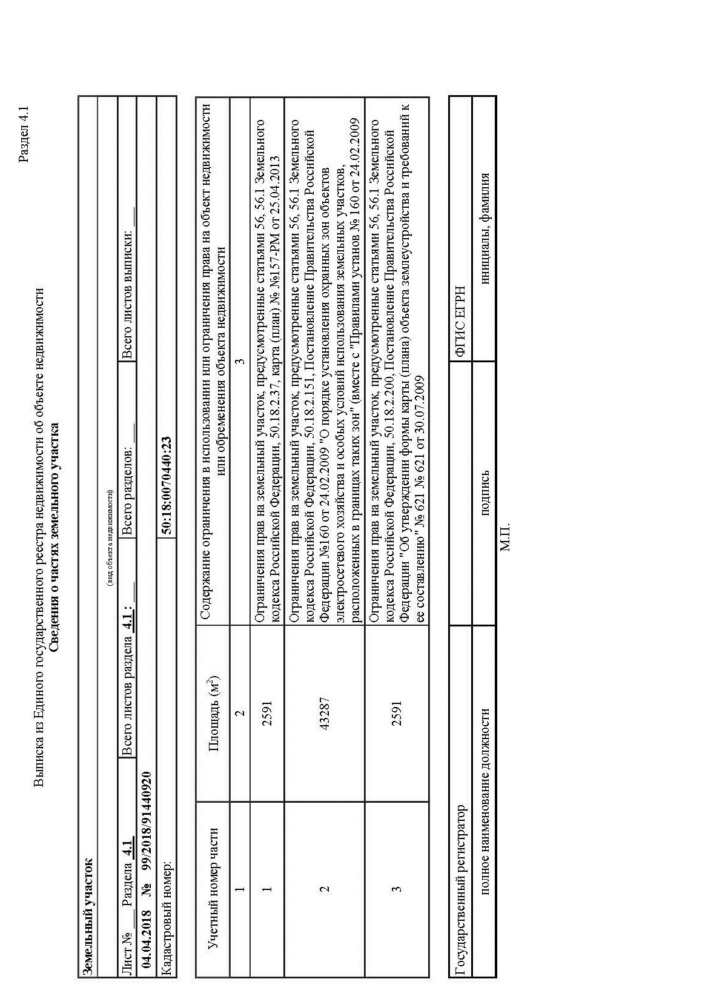 Раздел 4.1
Выписка из Единого государственного реестра недвижимости об объекте недвижимости
Сведения о частях земельного участка
Земельный участок
(вид объекта недвижимости)
Лист № ___ Раздела 4.1 Всего листов раздела 4.1 : ___ Всего разделов: ___ Всего листов выписки: ___
04.04.2018 № 99/2018/91440920
Кадастровый номер: 50:18:0070440:23
Учетный номер части Площадь (м²) Содержание ограничения в использовании или ограничения права на объект недвижимости
или обременения объекта недвижимости
1 2 3
1 2591 Ограничения прав на земельный участок, предусмотренные статьями 56, 56.1 Земельного
кодекса Российской Федерации, 50.18.2.37, карта (план) № №157-РМ от 25.04.2013
2 43287 Ограничения прав на земельный участок, предусмотренные статьями 56, 56.1 Земельного
кодекса Российской Федерации, 50.18.2.151, Постановление Правительства Российской
Федерации №160 от 24.02.2009 "О порядке установления охранных зон объектов
электросетевого хозяйства и особых условий использования земельных участков,
расположенных в границах таких зон" (вместе с "Правилами установ № 160 от 24.02.2009
3 2591 Ограничения прав на земельный участок, предусмотренные статьями 56, 56.1 Земельного
кодекса Российской Федерации, 50.18.2.200, Постановление Правительства Российской
Федерации "Об утверждении формы карты (плана) объекта землеустройства и требований к
ее составлению" № 621 № 621 от 30.07.2009
Государственный регистратор ФГИС ЕГРН
полное наименование должности подпись инициалы, фамилия
М.П.